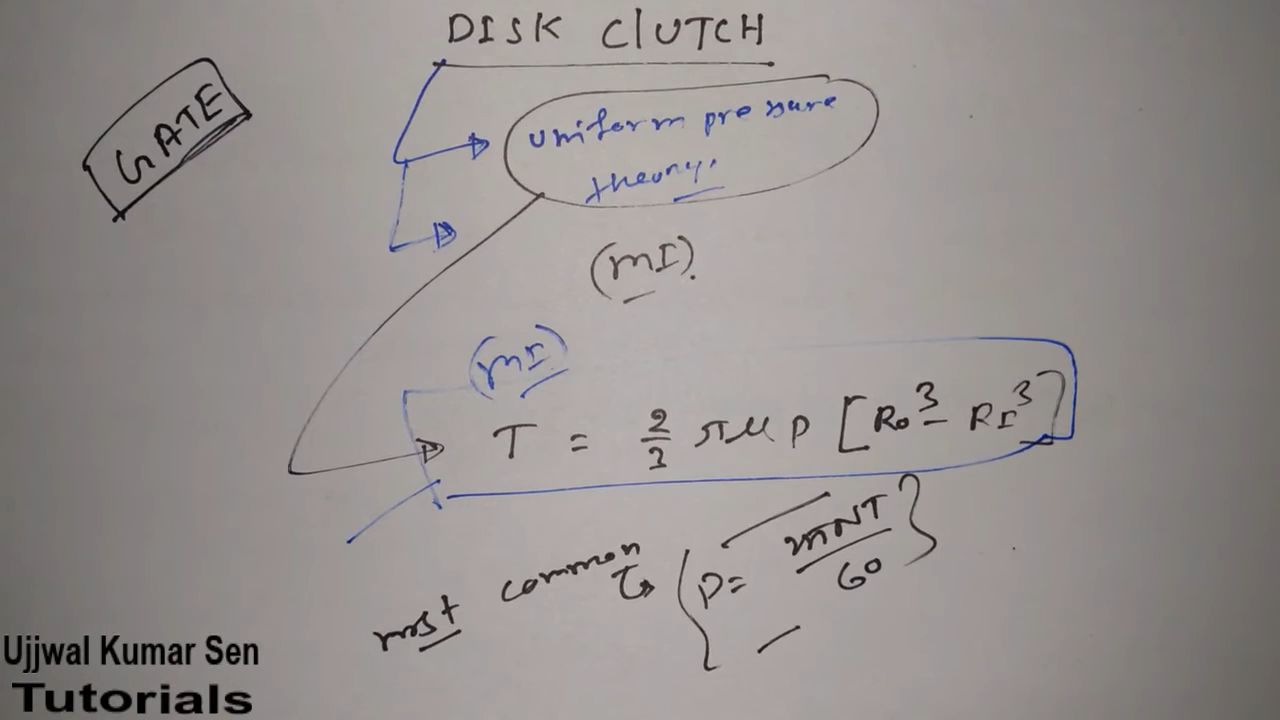 DISK CLUTCH
GATE
uniform pressure
theory.
(mI).
(mI)
T = 2/3 πμp [Ro³ - RI³]
most common
{P = 2πNT/60}
Ujjwal Kumar Sen
Tutorials